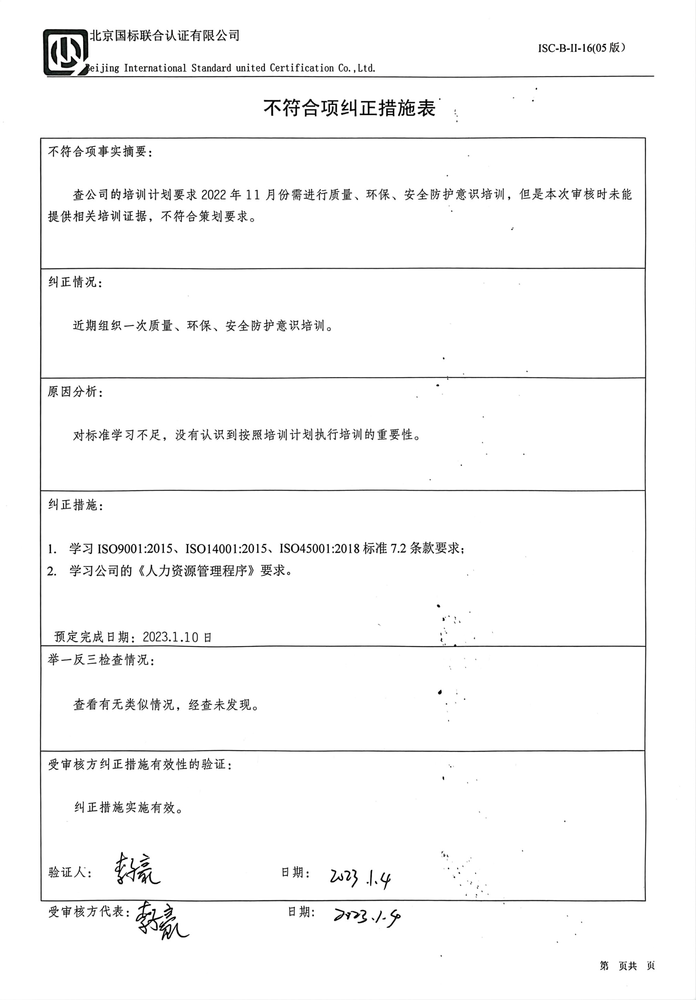 北京国标联合认证有限公司
ISC-B-II-16(05 版)
Beijing International Standard united Certification Co.,Ltd.
不符合项纠正措施表
不符合项事实摘要：
查公司的培训计划要求 2022 年 11 月份需进行质量、环保、安全防护意识培训，但是本次审核时未能
提供相关培训证据，不符合策划要求。
纠正情况：
近期组织一次质量、环保、安全防护意识培训。
原因分析：
对标准学习不足，没有认识到按照培训计划执行培训的重要性。
纠正措施：
1. 学习 ISO9001:2015、ISO14001:2015、ISO45001:2018 标准 7.2 条款要求；
2. 学习公司的《人力资源管理程序》要求。
预定完成日期：2023.1.10 日
举一反三检查情况：
查看有无类似情况，经查未发现。
受审核方纠正措施有效性的验证：
纠正措施实施有效。
验证人： 日期： 2023.1.4
受审核方代表： 日期： 2023.1.4
第 页共 页